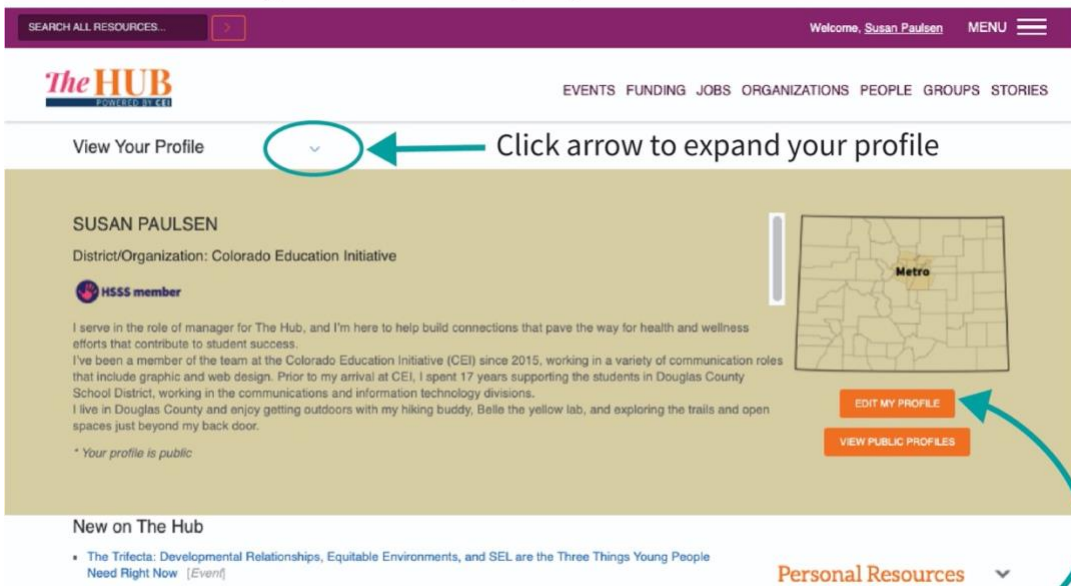 SEARCH ALL RESOURCES... >
Welcome, Susan Paulsen MENU
The HUB
POWERED BY CEI
EVENTS FUNDING JOBS ORGANIZATIONS PEOPLE GROUPS STORIES
View Your Profile
Click arrow to expand your profile
SUSAN PAULSEN
District/Organization: Colorado Education Initiative
HSSS member
Metro
I serve in the role of manager for The Hub, and I'm here to help build connections that pave the way for health and wellness
efforts that contribute to student success.
I've been a member of the team at the Colorado Education Initiative (CEI) since 2015, working in a variety of communication roles
that include graphic and web design. Prior to my arrival at CEI, I spent 17 years supporting the students in Douglas County
School District, working in the communications and information technology divisions.
I live in Douglas County and enjoy getting outdoors with my hiking buddy, Belle the yellow lab, and exploring the trails and open
spaces just beyond my back door.
* Your profile is public
EDIT MY PROFILE
VIEW PUBLIC PROFILES
New on The Hub
▪ The Trifecta: Developmental Relationships, Equitable Environments, and SEL are the Three Things Young People
Need Right Now [Event]
Personal Resources